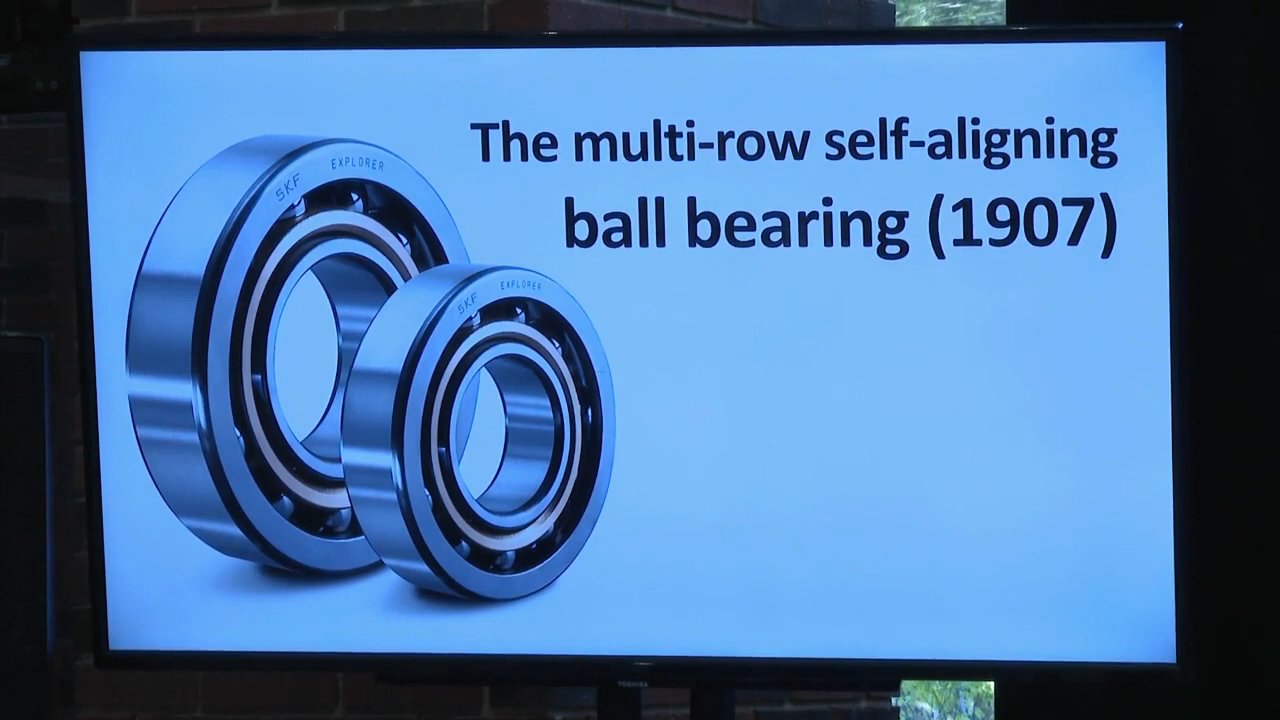 The multi-row self-aligning
ball bearing (1907)
SKF EXPLORER
SKF EXPLORER
TOSHIBA